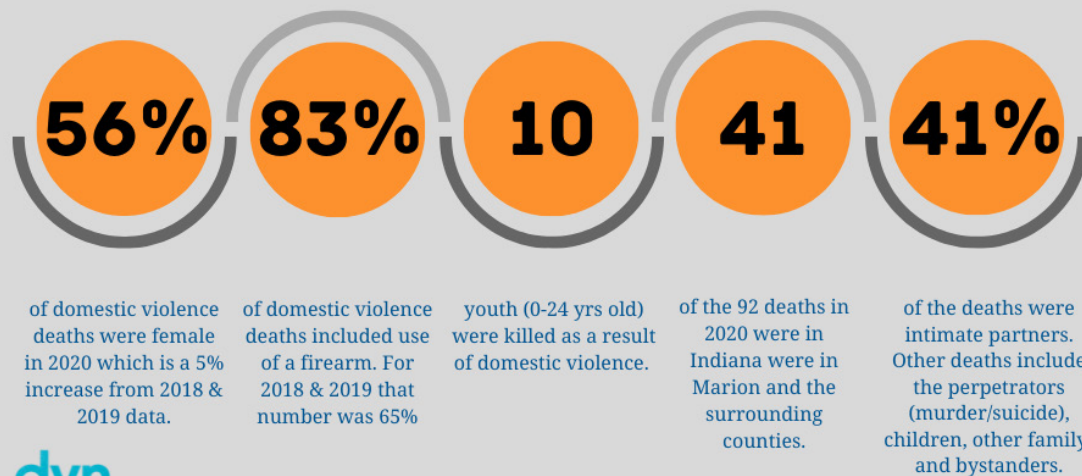 56%
83%
10
41
41%
of domestic violence
deaths were female
in 2020 which is a 5%
increase from 2018 &
2019 data.
of domestic violence
deaths included use
of a firearm. For
2018 & 2019 that
number was 65%
youth (0-24 yrs old)
were killed as a result
of domestic violence.
of the 92 deaths in
2020 were in
Indiana were in
Marion and the
surrounding
counties.
of the deaths were
intimate partners.
Other deaths include
the perpetrators
(murder/suicide),
children, other family
and bystanders.
dvn